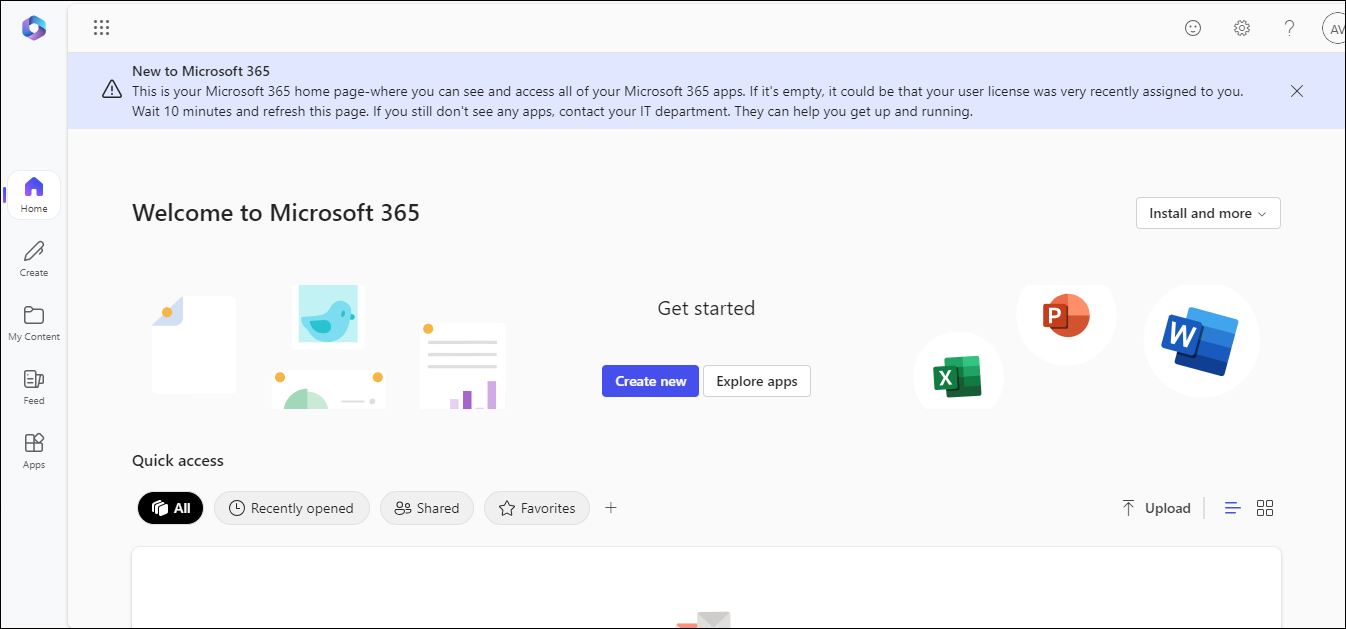 ?
AV
New to Microsoft 365
This is your Microsoft 365 home page-where you can see and access all of your Microsoft 365 apps. If it's empty, it could be that your user license was very recently assigned to you.
Wait 10 minutes and refresh this page. If you still don't see any apps, contact your IT department. They can help you get up and running.
Home
Create
My Content
Feed
Apps
Welcome to Microsoft 365
Install and more
Get started
Create new
Explore apps
X
P
W
Quick access
All
Recently opened
Shared
Favorites
+
Upload